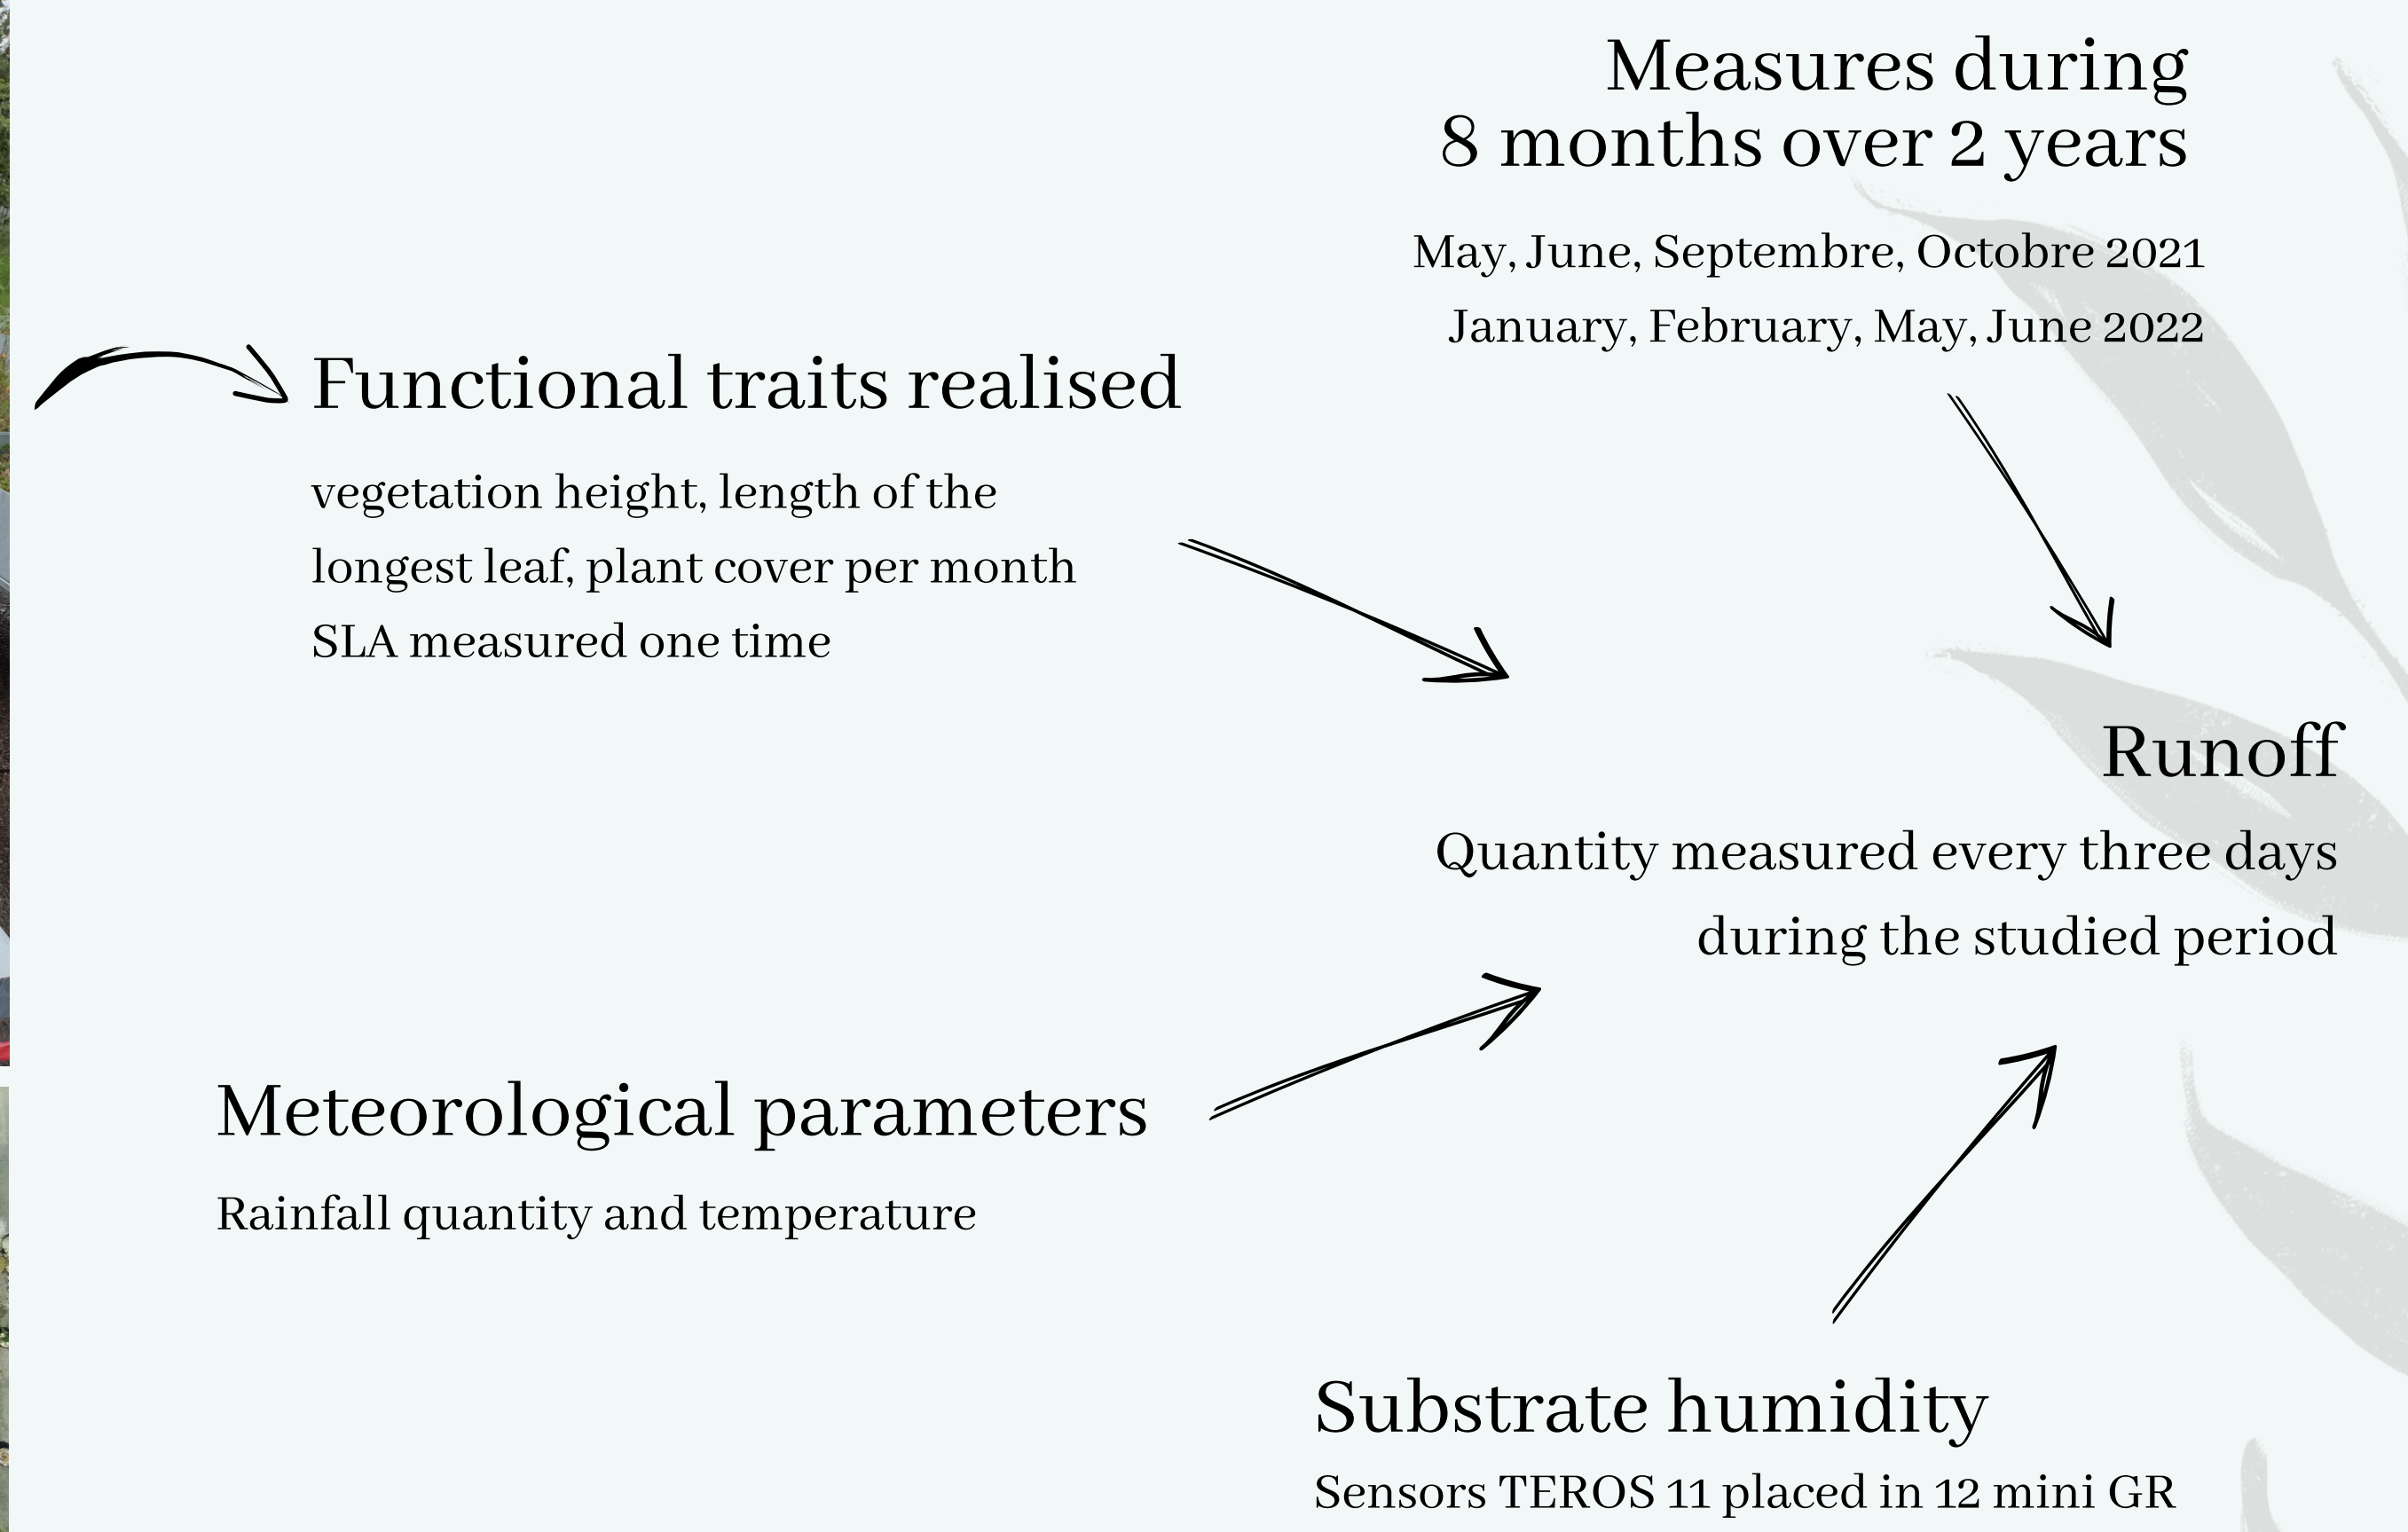 Measures during
8 months over 2 years
May, June, Septembre, Octobre 2021
January, February, May, June 2022
Functional traits realised
vegetation height, length of the
longest leaf, plant cover per month
SLA measured one time
Runoff
Quantity measured every three days
during the studied period
Meteorological parameters
Rainfall quantity and temperature
Substrate humidity
Sensors TEROS 11 placed in 12 mini GR